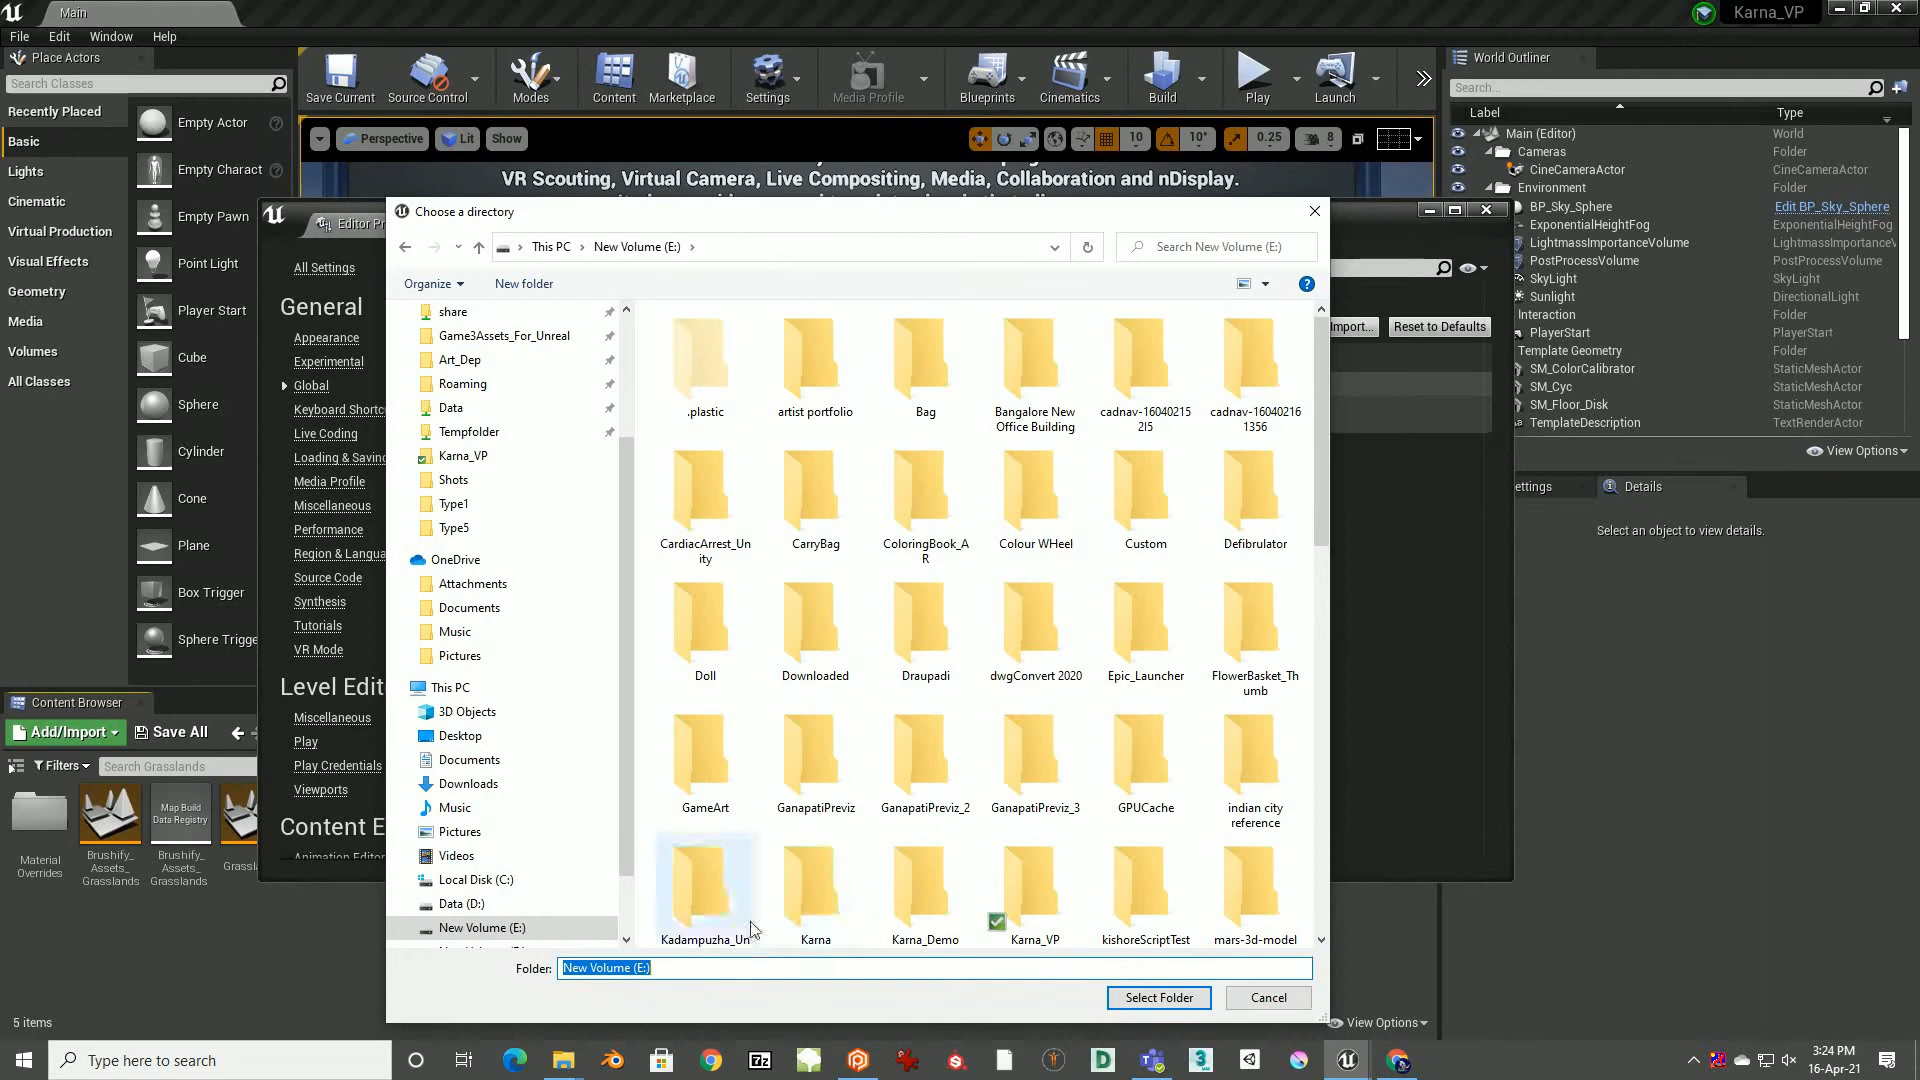 Main
Karna_VP
File Edit Window Help
Place Actors
Search Classes
Recently Placed
Basic
Lights
Cinematic
Virtual Production
Visual Effects
Geometry
Media
Volumes
All Classes
Empty Actor
Empty Charact
Empty Pawn
Point Light
Player Start
Cube
Sphere
Cylinder
Cone
Plane
Box Trigger
Sphere Trigge
Save Current
Source Control
Modes
Content
Marketplace
Settings
Media Profile
Blueprints
Cinematics
Build
Play
Launch
Perspective Lit Show
10 10° 0.25 8
VR Scouting, Virtual Camera, Live Compositing, Media, Collaboration and nDisplay.
World Outliner
Search...
Label Type
Main (Editor) World
Cameras Folder
CineCameraActor CineCameraActor
Environment Folder
BP_Sky_Sphere Edit BP_Sky_Sphere
ExponentialHeightFog ExponentialHeightFog
LightmassImportanceVolume LightmassImportanceV
PostProcessVolume PostProcessVolume
SkyLight SkyLight
Sunlight DirectionalLight
Interaction Folder
PlayerStart PlayerStart
Template Geometry Folder
SM_ColorCalibrator StaticMeshActor
SM_Cyc StaticMeshActor
SM_Floor_Disk StaticMeshActor
TemplateDescription TextRenderActor
View Options
ettings
Details
Select an object to view details.
Editor Pr
All Settings
General
Appearance
Experimental
Global
Keyboard Shortc
Live Coding
Loading & Saving
Media Profile
Miscellaneous
Performance
Region & Langua
Source Code
Synthesis
Tutorials
VR Mode
Level Edit
Miscellaneous
Play
Play Credentials
Viewports
Content E
Animation Editor
Import...
Reset to Defaults
Choose a directory
This PC
New Volume (E:)
Search New Volume (E:)
Organize
New folder
share
Game3Assets_For_Unreal
Art_Dep
Roaming
Data
Tempfolder
Karna_VP
Shots
Type1
Type5
OneDrive
Attachments
Documents
Music
Pictures
This PC
3D Objects
Desktop
Documents
Downloads
Music
Pictures
Videos
Local Disk (C:)
Data (D:)
New Volume (E:)
.plastic
artist portfolio
Bag
Bangalore New
Office Building
cadnav-16040215
2I5
cadnav-16040216
1356
CardiacArrest_Un
ity
CarryBag
ColoringBook_A
R
Colour WHeel
Custom
Defibrulator
Doll
Downloaded
Draupadi
dwgConvert 2020
Epic_Launcher
FlowerBasket_Th
umb
GameArt
GanapatiPreviz
GanapatiPreviz_2
GanapatiPreviz_3
GPUCache
indian city
reference
Kadampuzha_Un
Karna
Karna_Demo
Karna_VP
kishoreScriptTest
mars-3d-model
Folder: New Volume (E:)
Select Folder
Cancel
Content Browser
Add/Import
Save All
Filters
Search Grasslands
Material
Overrides
Map Build
Data Registry
Brushify_
Assets_
Grasslands
Brushify_
Assets_
Grasslands
Grassl
5 items
View Options
Type here to search
3:24 PM
16-Apr-21